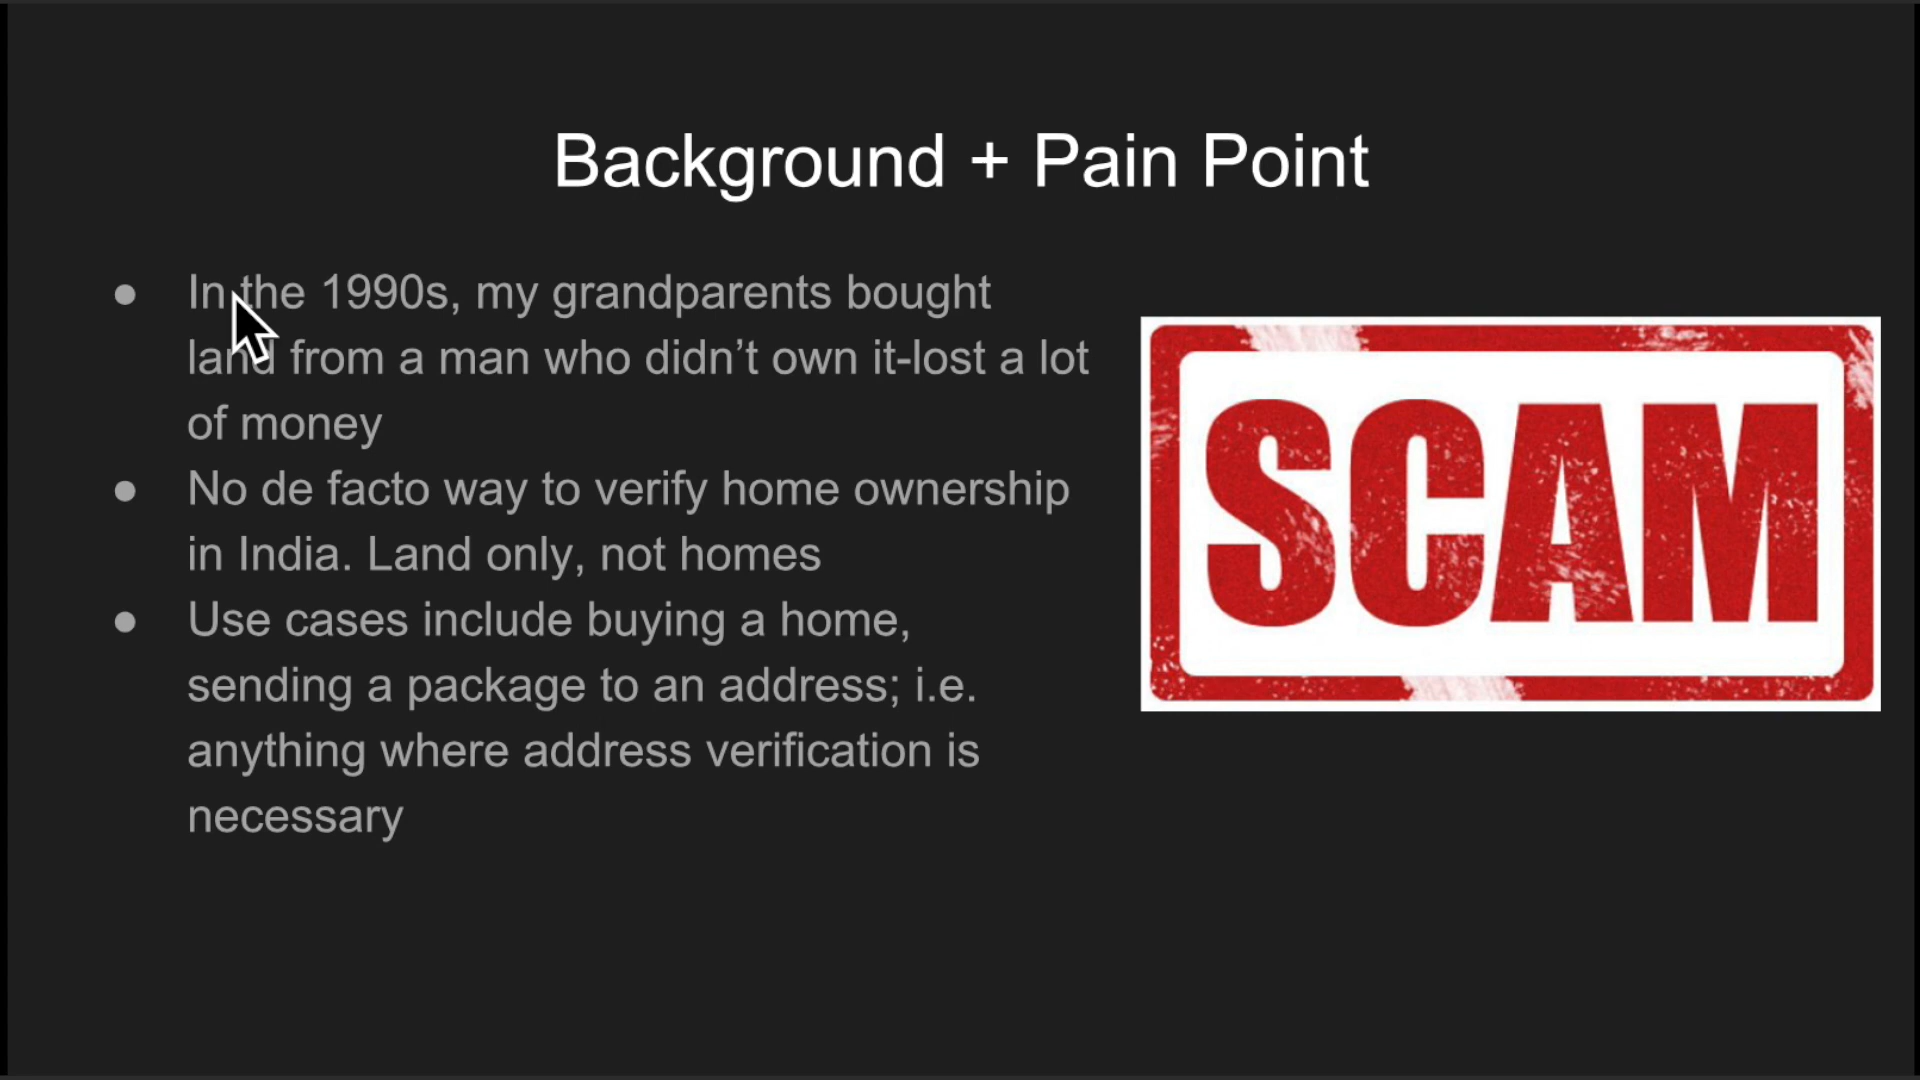 Background + Pain Point
● In the 1990s, my grandparents bought
land from a man who didn’t own it-lost a lot
of money
● No de facto way to verify home ownership
in India. Land only, not homes
● Use cases include buying a home,
sending a package to an address; i.e.
anything where address verification is
necessary
SCAM